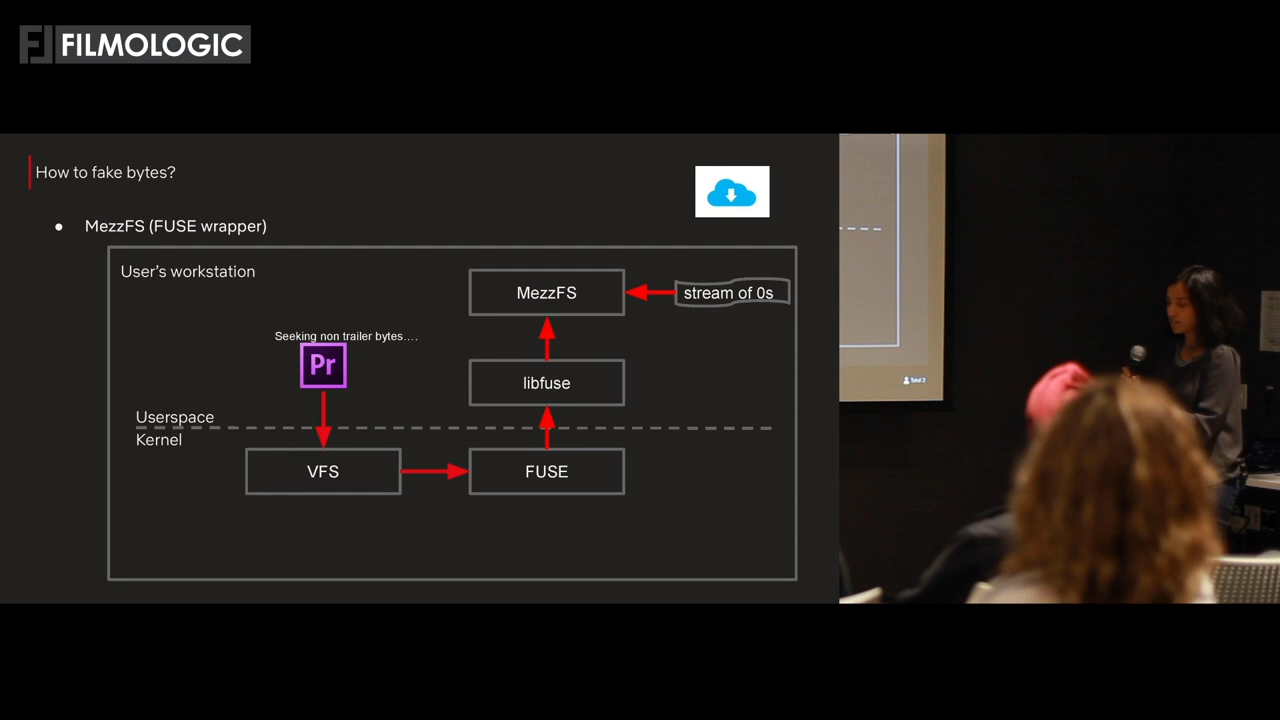 FILMOLOGIC
How to fake bytes?
MezzFS (FUSE wrapper)
User's workstation
MezzFS
stream of 0s
Seeking non trailer bytes....
Pr
libfuse
Userspace
Kernel
VFS
FUSE